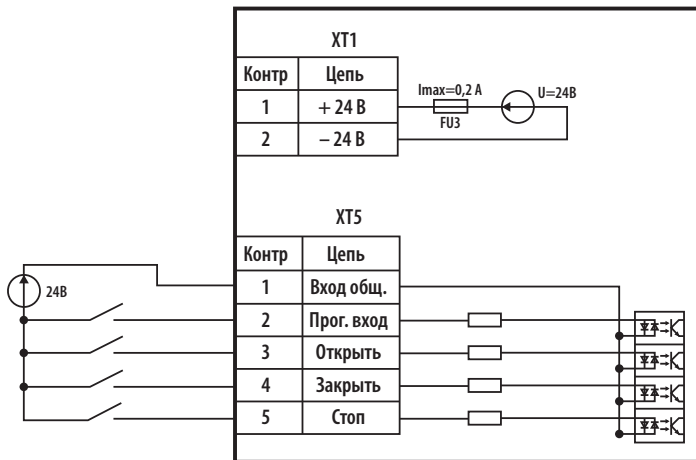 XT1
Контр Цепь
1 + 24 В
2 – 24 В
Imax=0,2 А
FU3
U=24В
XT5
Контр Цепь
1 Вход общ.
2 Прог. вход
3 Открыть
4 Закрыть
5 Стоп
24В